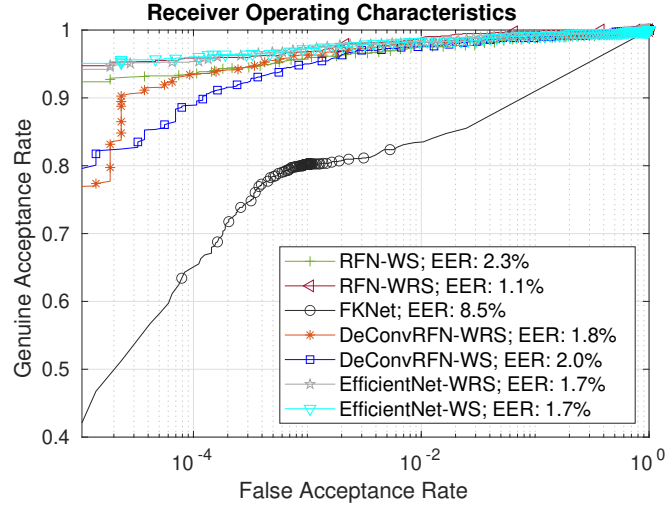 Receiver Operating Characteristics
Genuine Acceptance Rate
1
0.9
0.8
0.7
0.6
0.5
0.4
RFN-WS; EER: 2.3%
RFN-WRS; EER: 1.1%
FKNet; EER: 8.5%
DeConvRFN-WRS; EER: 1.8%
DeConvRFN-WS; EER: 2.0%
EfficientNet-WRS; EER: 1.7%
EfficientNet-WS; EER: 1.7%
10^-4 10^-2 10^0
False Acceptance Rate